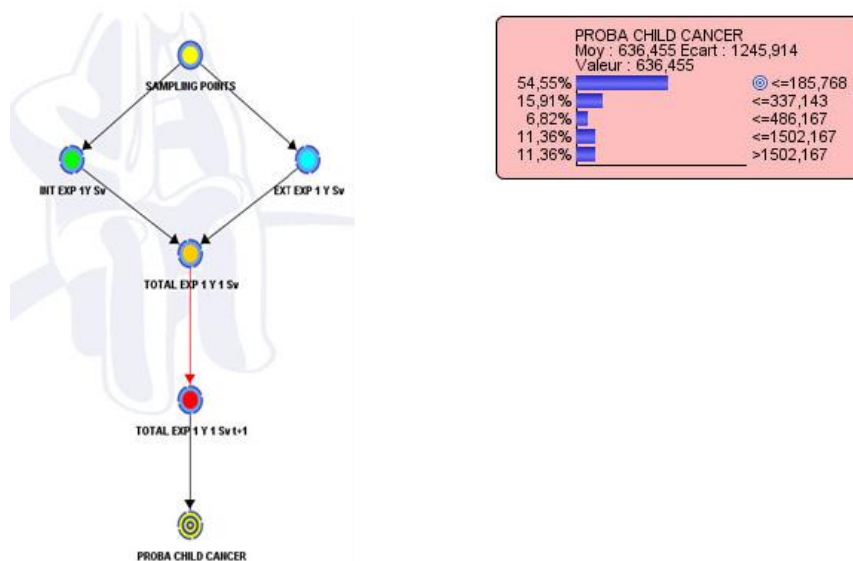 SAMPLING POINTS
INT EXP 1Y Sv
EXT EXP 1 Y Sv
TOTAL EXP 1 Y 1 Sv
TOTAL EXP 1 Y 1 Sv t+1
PROBA CHILD CANCER
PROBA CHILD CANCER
Moy : 636,455 Ecart : 1245,914
Valeur : 636,455
54,55% <=185,768
15,91% <=337,143
6,82% <=486,167
11,36% <=1502,167
11,36% >1502,167